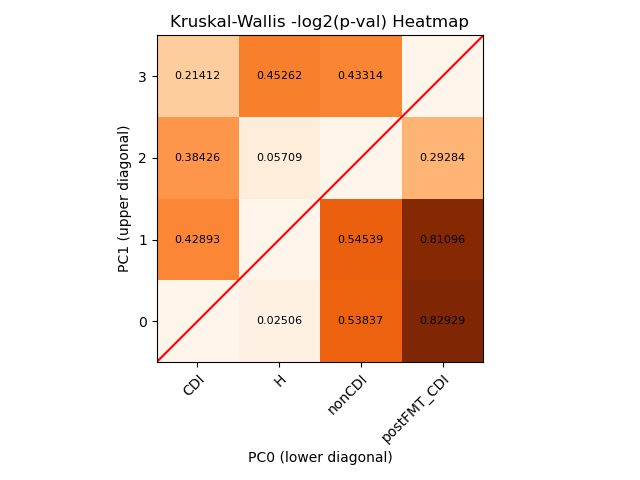 Kruskal-Wallis -log2(p-val) Heatmap
PC1 (upper diagonal)
3
0.21412 0.45262 0.43314
2
0.38426 0.05709 0.29284
1
0.42893 0.54539 0.81096
0
0.02506 0.53837 0.82929
CDI H nonCDI postFMT_CDI
PC0 (lower diagonal)